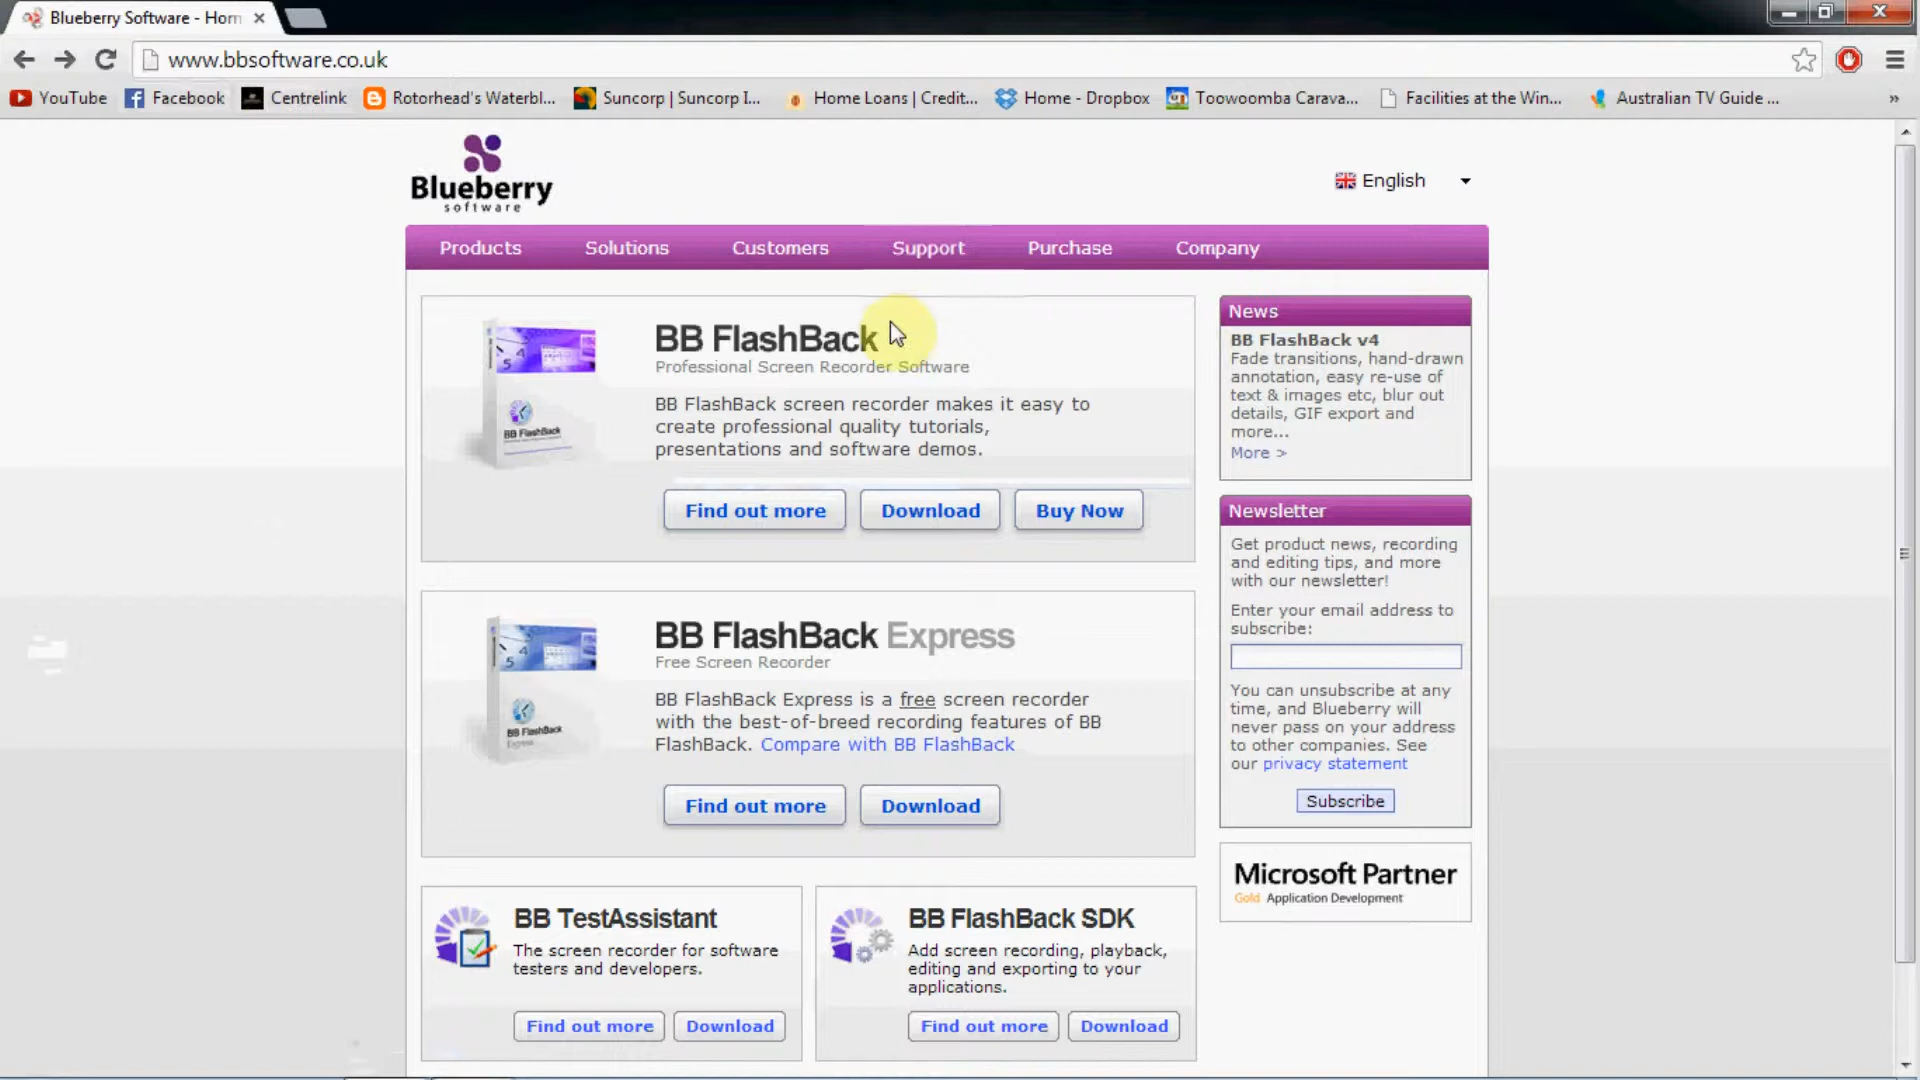 Blueberry Software - Hom
www.bbsoftware.co.uk
YouTube
Facebook
Centrelink
Rotorhead's Waterbl...
Suncorp | Suncorp I...
Home Loans | Credit...
Home - Dropbox
Toowoomba Carava...
Facilities at the Win...
Australian TV Guide ...
»
Blueberry
software
English
Products
Solutions
Customers
Support
Purchase
Company
BB FlashBack
Professional Screen Recorder Software
BB FlashBack screen recorder makes it easy to
create professional quality tutorials,
presentations and software demos.
Find out more
Download
Buy Now
BB FlashBack
BB FlashBack Express
Free Screen Recorder
BB FlashBack Express is a free screen recorder
with the best-of-breed recording features of BB
FlashBack. Compare with BB FlashBack
Find out more
Download
BB FlashBack
Express
BB TestAssistant
The screen recorder for software
testers and developers.
Find out more
Download
BB FlashBack SDK
Add screen recording, playback,
editing and exporting to your
applications.
Find out more
Download
News
BB FlashBack v4
Fade transitions, hand-drawn
annotation, easy re-use of
text & images etc, blur out
details, GIF export and
more...
More >
Newsletter
Get product news, recording
and editing tips, and more
with our newsletter!
Enter your email address to
subscribe:
You can unsubscribe at any
time, and Blueberry will
never pass on your address
to other companies. See
our privacy statement
Subscribe
Microsoft Partner
Gold Application Development